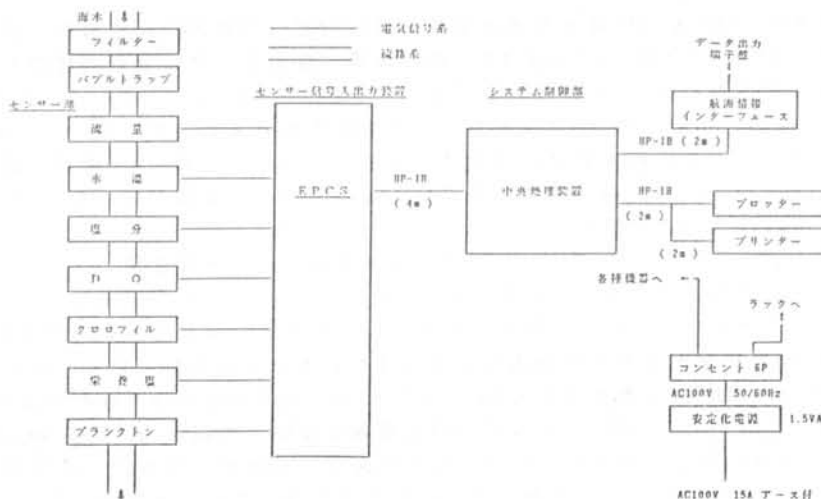 海水
フィルター
バブルトラップ
センサー部
流 量
水 温
塩 分
D O
クロロフィル
栄 養 塩
プランクトン
電気信号系
流路系
センサー信号入出力装置
EPCS
HP-IB
(4m)
システム制御部
中央処理装置
データ出力
端子盤
航海情報
インターフェース
HP-IB (2m)
HP-IB
(2m)
プロッター
プリンター
(2m)
各種機器へ
ラックへ
コンセント 6P
AC100V 50/60Hz
安定化電源
1.5VA
AC100V 15A アース付